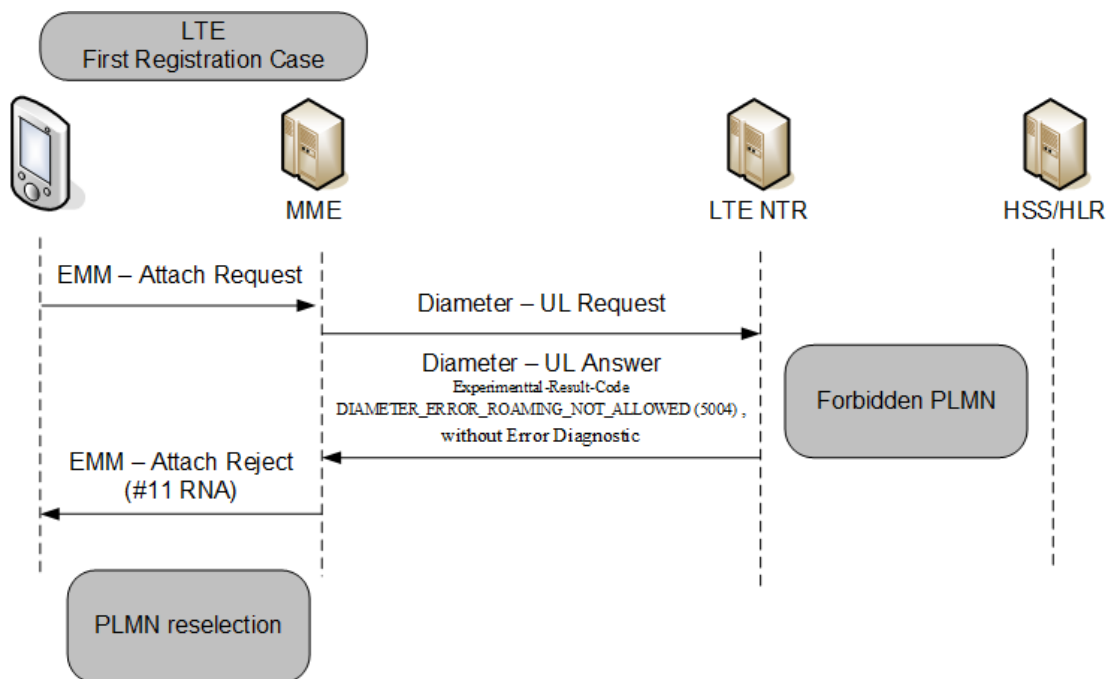 LTE
First Registration Case
MME
LTE NTR
HSS/HLR
EMM – Attach Request
Diameter – UL Request
Diameter – UL Answer
Experimenttal-Result-Code
DIAMETER_ERROR_ROAMING_NOT_ALLOWED (5004) ,
without Error Diagnostic
Forbidden PLMN
EMM – Attach Reject
(#11 RNA)
PLMN reselection